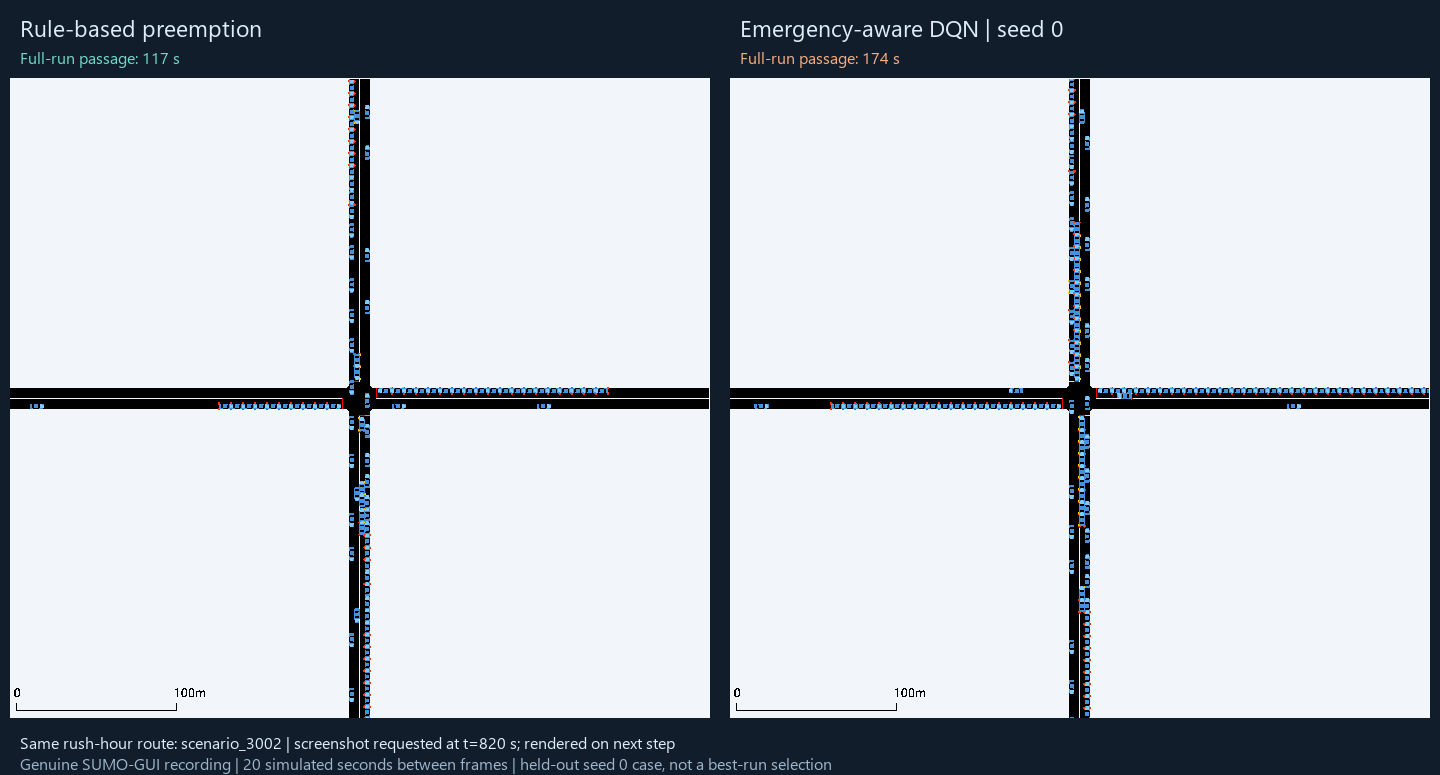 Rule-based preemption
Full-run passage: 117 s
Emergency-aware DQN | seed 0
Full-run passage: 174 s
0 100m
0 100m
Same rush-hour route: scenario_3002 | screenshot requested at t=820 s; rendered on next step
Genuine SUMO-GUI recording | 20 simulated seconds between frames | held-out seed 0 case, not a best-run selection